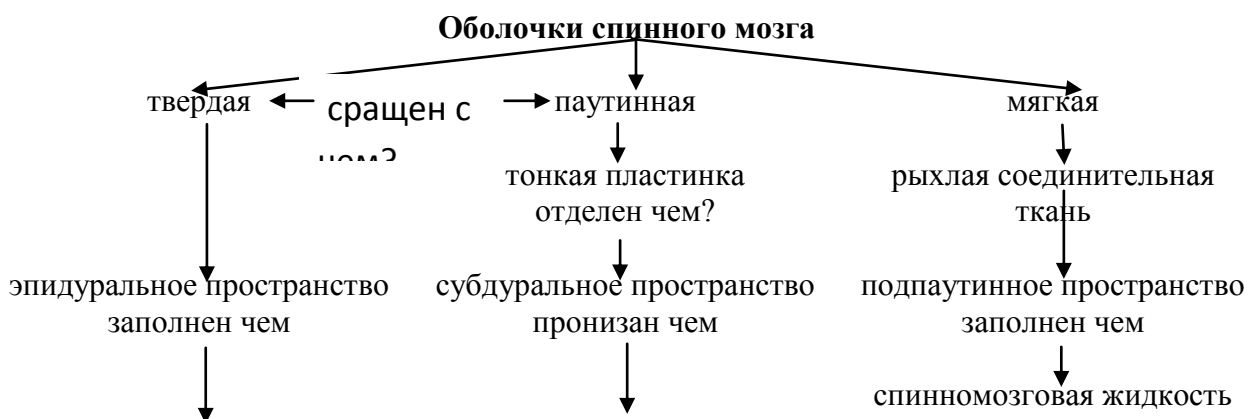 Оболочки спинного мозга
твердая
сращен с
чем?
паутинная
мягкая
тонкая пластинка
отделен чем?
рыхлая соединительная
ткань
эпидуральное пространство
заполнен чем
субдуральное пространство
пронизан чем
подпаутинное пространство
заполнен чем
спинномозговая жидкость